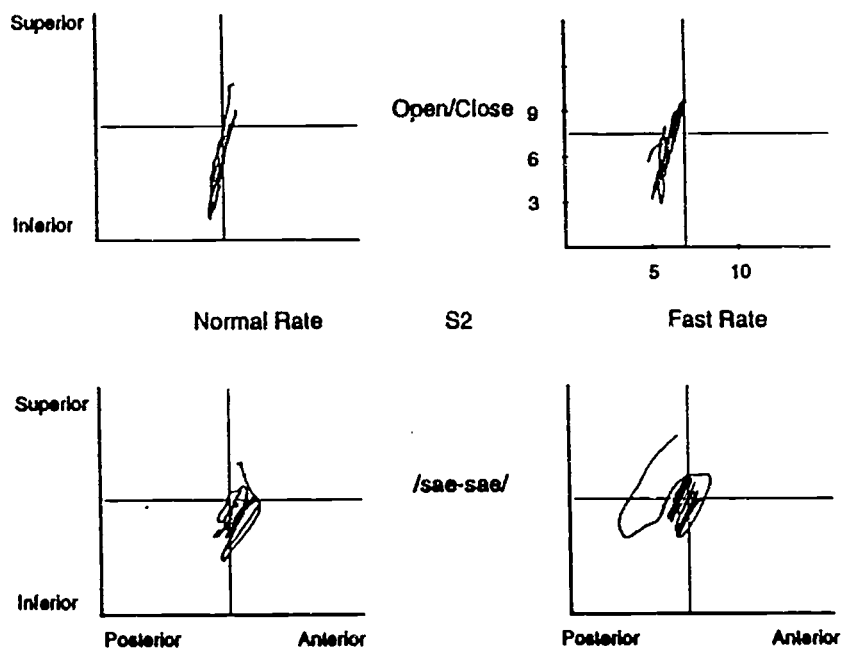 Superior
Open/Close
9
6
3
Inferior
5 10
Normal Rate S2 Fast Rate
Superior
/sae-sae/
Inferior
Posterior Anterior Posterior Anterior